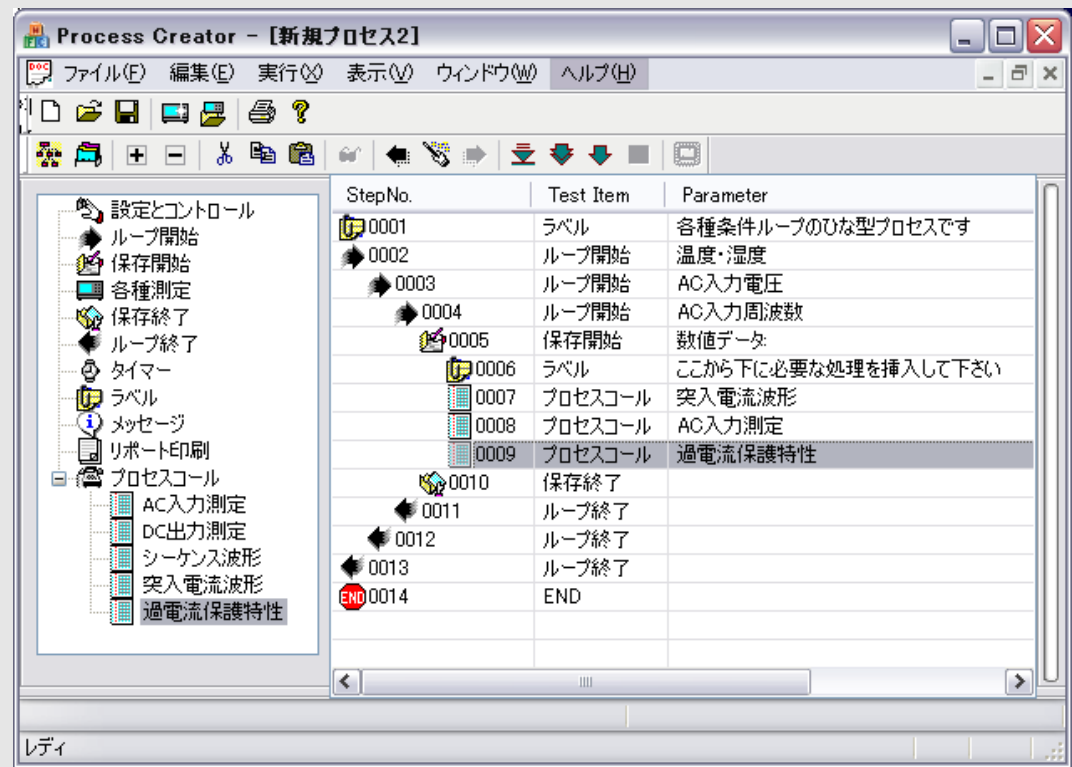 Process Creator - [新規プロセス2]
ファイル(F) 編集(E) 実行(X) 表示(V) ウィンドウ(W) ヘルプ(H)
設定とコントロール
ループ開始
保存開始
各種測定
保存終了
ループ終了
タイマー
ラベル
メッセージ
リポート印刷
プロセスコール
AC入力測定
DC出力測定
シーケンス波形
突入電流波形
過電流保護特性
StepNo. Test Item Parameter
0001 ラベル 各種条件ループのひな型プロセスです
0002 ループ開始 温度・湿度
0003 ループ開始 AC入力電圧
0004 ループ開始 AC入力周波数
0005 保存開始 数値データ
0006 ラベル ここから下に必要な処理を挿入して下さい
0007 プロセスコール 突入電流波形
0008 プロセスコール AC入力測定
0009 プロセスコール 過電流保護特性
0010 保存終了
0011 ループ終了
0012 ループ終了
0013 ループ終了
END 0014 END
レディ